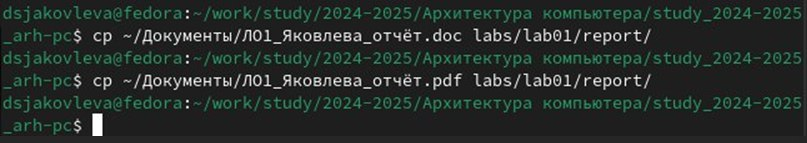 dsjakovleva@fedora:~/work/study/2024-2025/Архитектура компьютера/study_2024-2025
_arh-pc$ cp ~/Документы/ЛО1_Яковлева_отчёт.doc labs/lab01/report/
dsjakovleva@fedora:~/work/study/2024-2025/Архитектура компьютера/study_2024-2025
_arh-pc$ cp ~/Документы/ЛО1_Яковлева_отчёт.pdf labs/lab01/report/
dsjakovleva@fedora:~/work/study/2024-2025/Архитектура компьютера/study_2024-2025
_arh-pc$